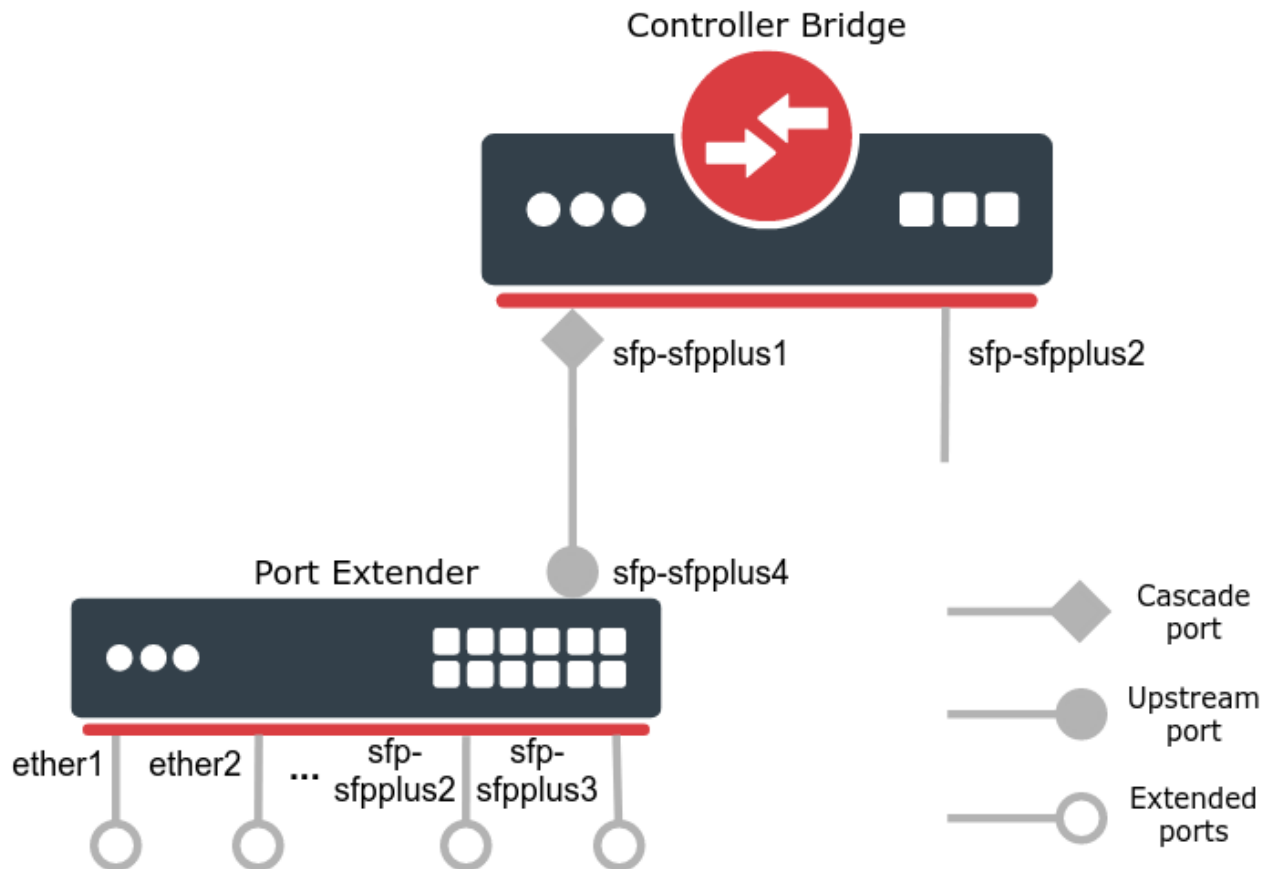 Controller Bridge
sfp-sfpplus1
sfp-sfpplus2
Port Extender
sfp-sfpplus4
Cascade
port
Upstream
port
Extended
ports
ether1
ether2
...
sfp-
sfpplus2
sfp-
sfpplus3